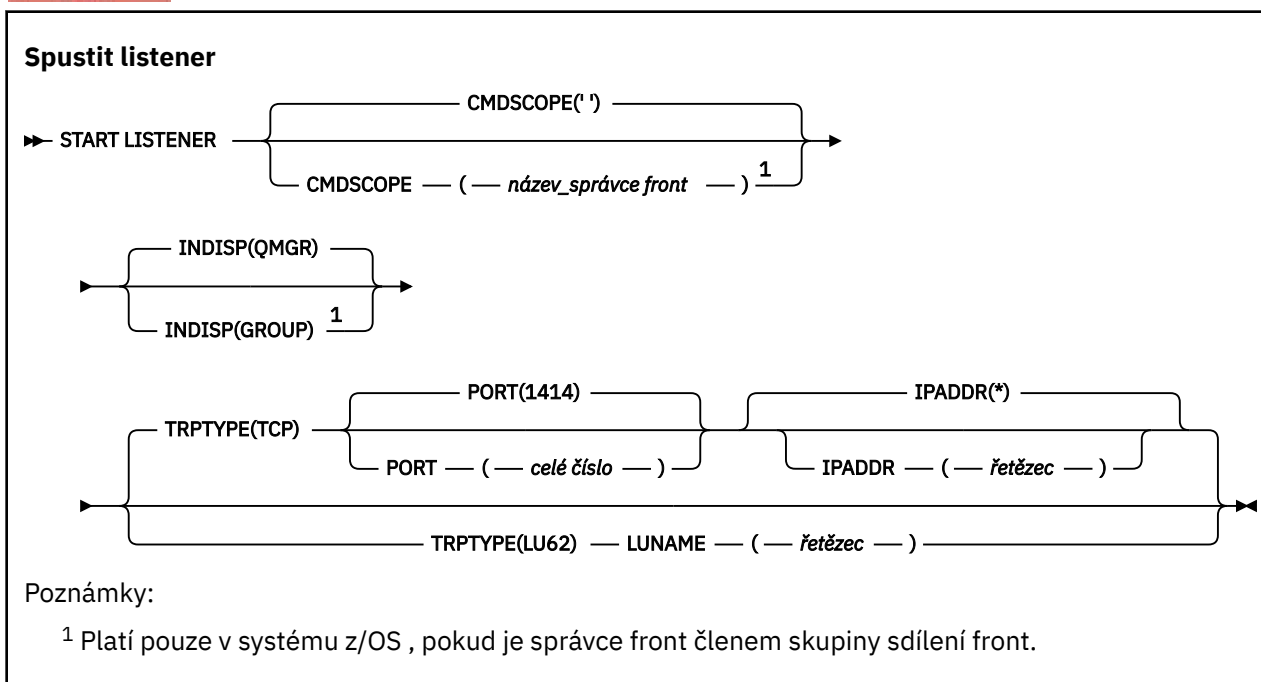 Spustit listener
CMDSCOPE(' ')
START LISTENER
CMDSCOPE ( název_správce front ) 1
INDISP(QMGR)
INDISP(GROUP) 1
PORT(1414) IPADDR(*)
TRPTYPE(TCP)
PORT ( celé číslo ) IPADDR ( řetězec )
TRPTYPE(LU62) LUNAME ( řetězec )
Poznámky:
1 Platí pouze v systému z/OS , pokud je správce front členem skupiny sdílení front.